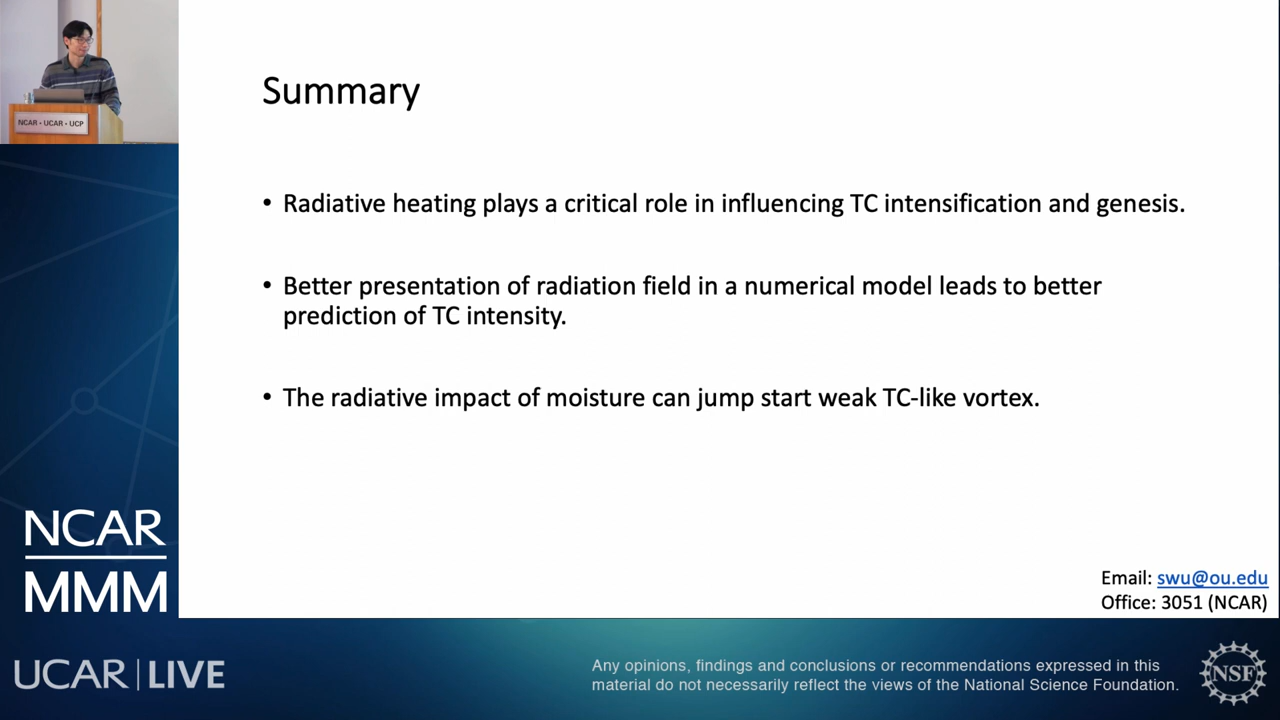 NCAR • UCAR • UCP
Summary
• Radiative heating plays a critical role in influencing TC intensification and genesis.
• Better presentation of radiation field in a numerical model leads to better
prediction of TC intensity.
• The radiative impact of moisture can jump start weak TC-like vortex.
Email: swu@ou.edu
Office: 3051 (NCAR)
NCAR
MMM
UCAR | LIVE
Any opinions, findings and conclusions or recommendations expressed in this
material do not necessarily reflect the views of the National Science Foundation.
NSF